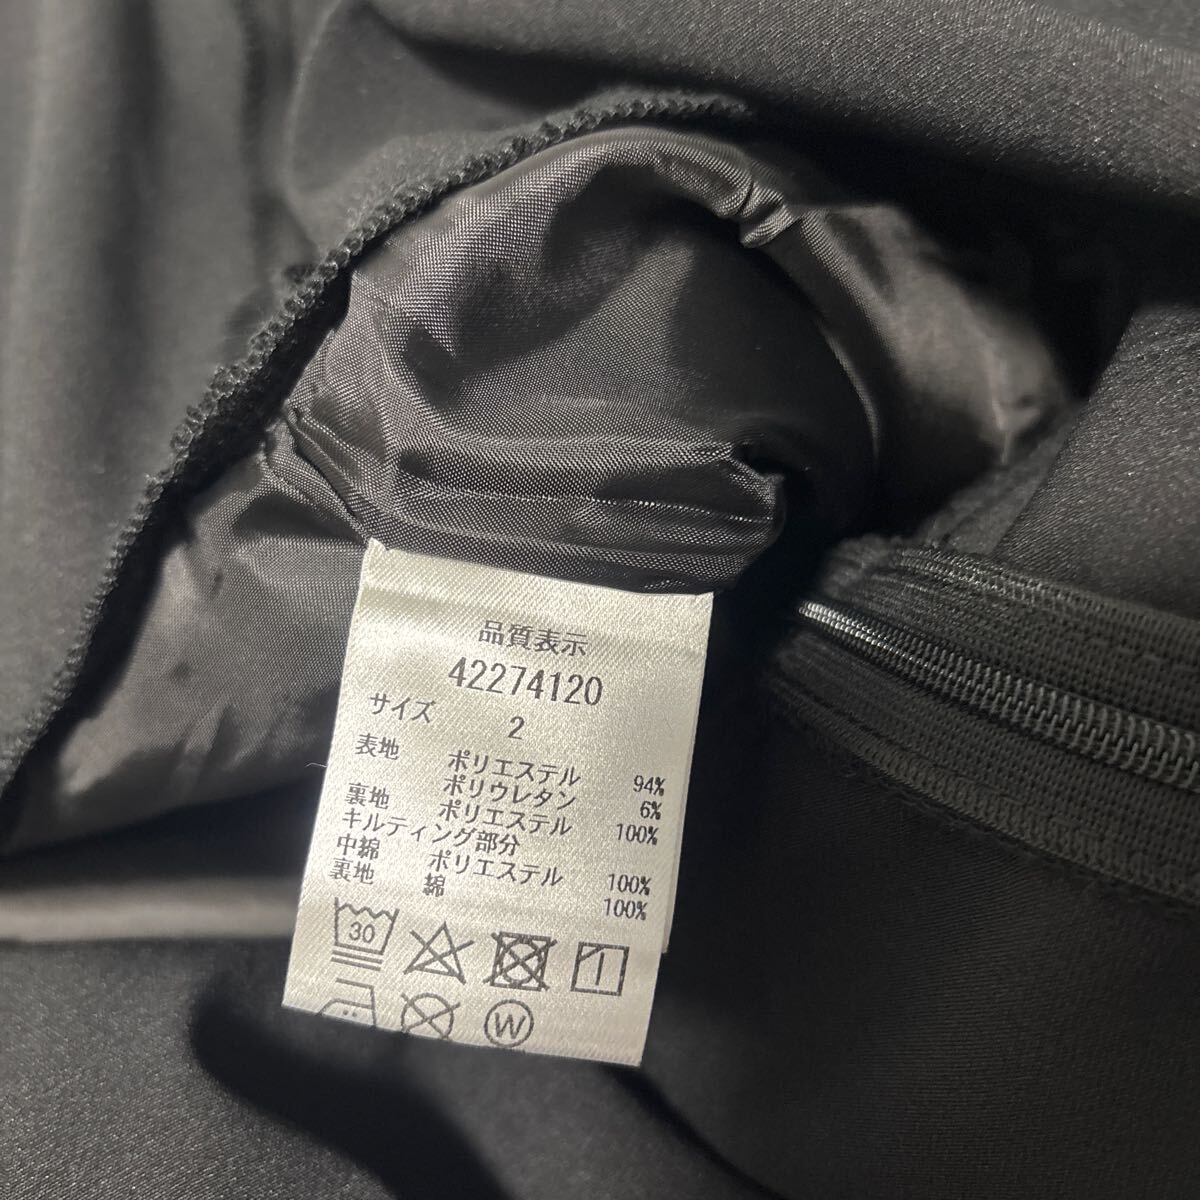 品質表示
42274120
サイズ 2
表地 ポリエステル 94%
ポリウレタン 6%
裏地 ポリエステル 100%
キルティング部分
中綿 ポリエステル 100%
裏地 綿 100%
30
W